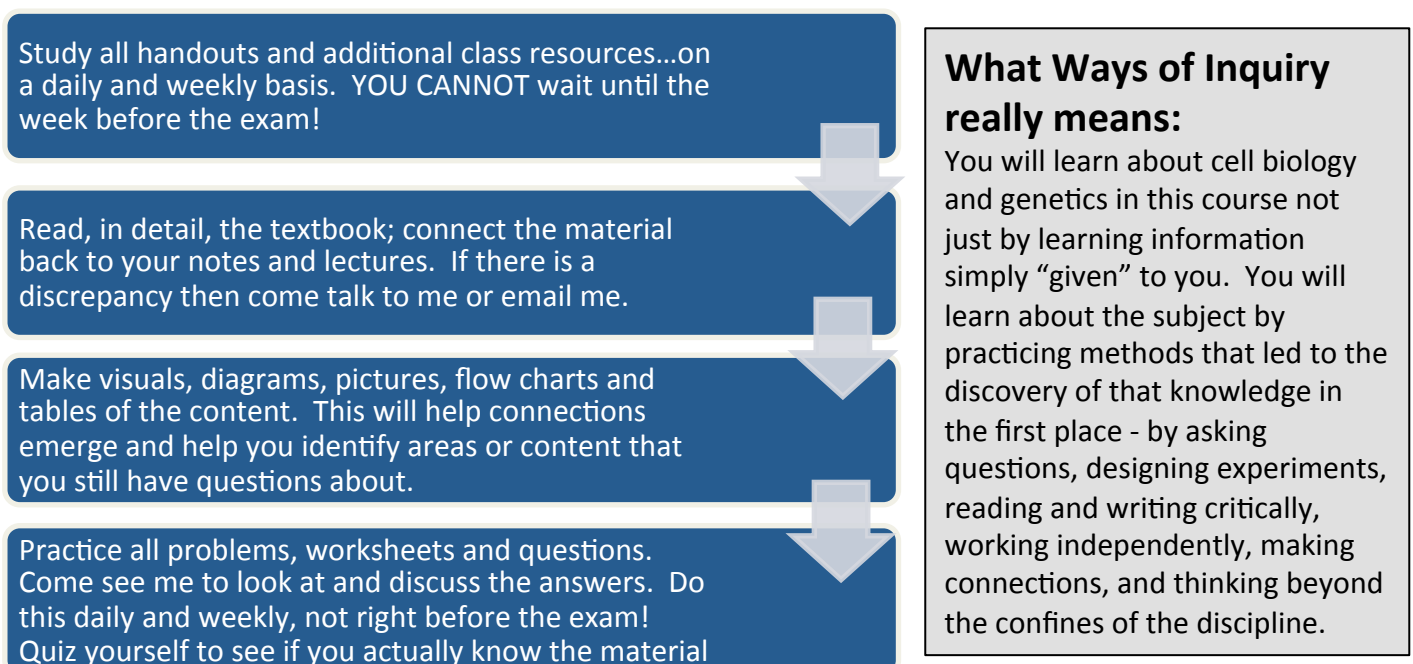 Study all handouts and additional class resources…on
a daily and weekly basis.  YOU CANNOT wait until the
week before the exam!
Read, in detail, the textbook; connect the material
back to your notes and lectures.  If there is a
discrepancy then come talk to me or email me.
Make visuals, diagrams, pictures, flow charts and
tables of the content.  This will help connections
emerge and help you identify areas or content that
you still have questions about.
Practice all problems, worksheets and questions.
Come see me to look at and discuss the answers.  Do
this daily and weekly, not right before the exam!
Quiz yourself to see if you actually know the material
What Ways of Inquiry
really means:
You will learn about cell biology
and genetics in this course not
just by learning information
simply “given” to you.  You will
learn about the subject by
practicing methods that led to the
discovery of that knowledge in
the first place - by asking
questions, designing experiments,
reading and writing critically,
working independently, making
connections, and thinking beyond
the confines of the discipline.